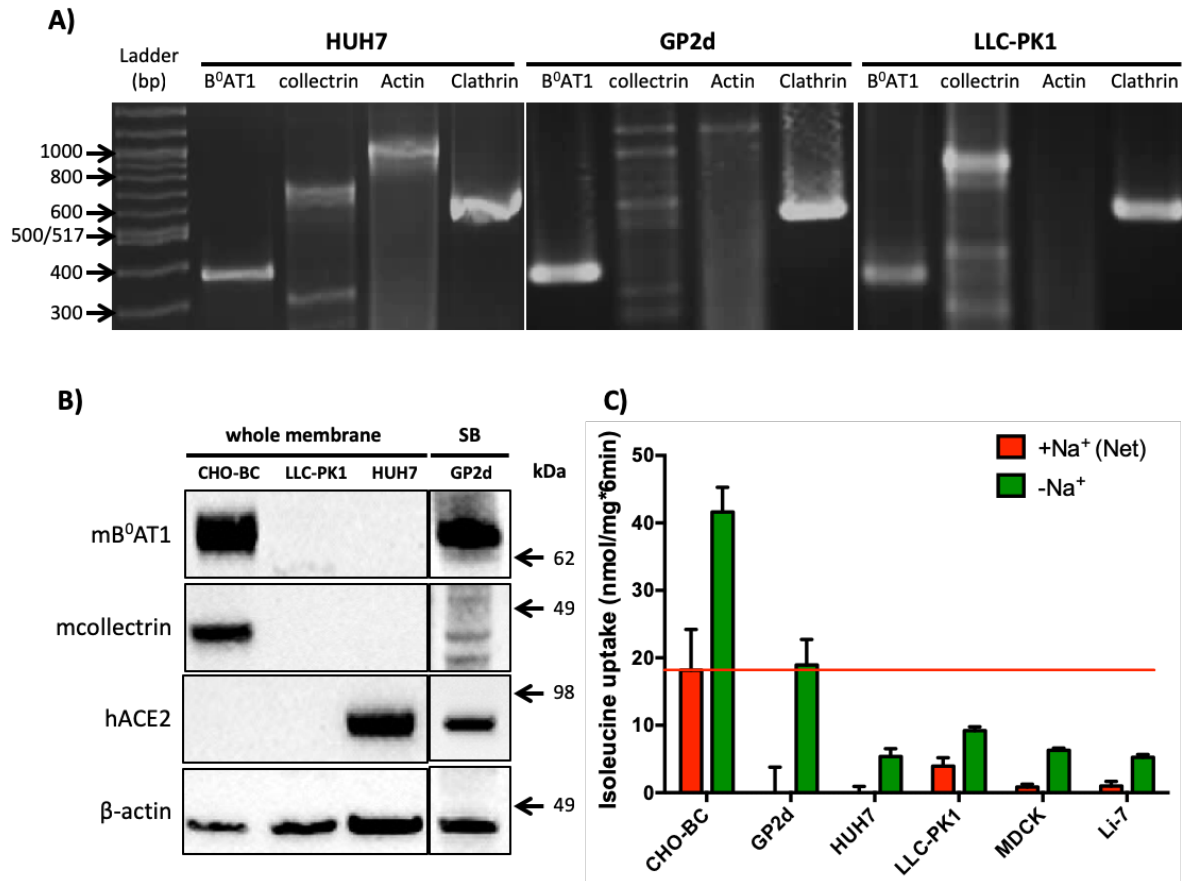 A)
Ladder
(bp)
HUH7
GP2d
LLC-PK1
B⁰AT1 collectrin Actin Clathrin
B⁰AT1 collectrin Actin Clathrin
B⁰AT1 collectrin Actin Clathrin
1000
800
600
500/517
400
300
B)
whole membrane
SB
CHO-BC LLC-PK1 HUH7 GP2d kDa
mB⁰AT1
62
mcollectrin
49
hACE2
98
β-actin
49
C)
Isoleucine uptake (nmol/mg*6min)
50
40
30
20
10
0
+Na⁺ (Net)
-Na⁺
CHO-BC
GP2d
HUH7
LLC-PK1
MDCK
Li-7